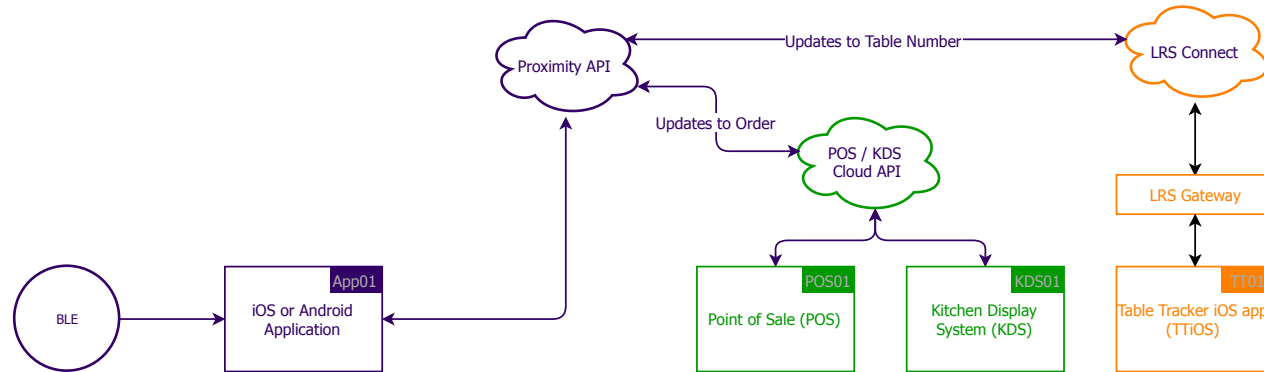 Updates to Table Number
Proximity API
LRS Connect
Updates to Order
POS / KDS
Cloud API
LRS Gateway
App01
POS01
KDS01
TT01
BLE
iOS or Android
Application
Point of Sale (POS)
Kitchen Display
System (KDS)
Table Tracker iOS app
(TTiOS)